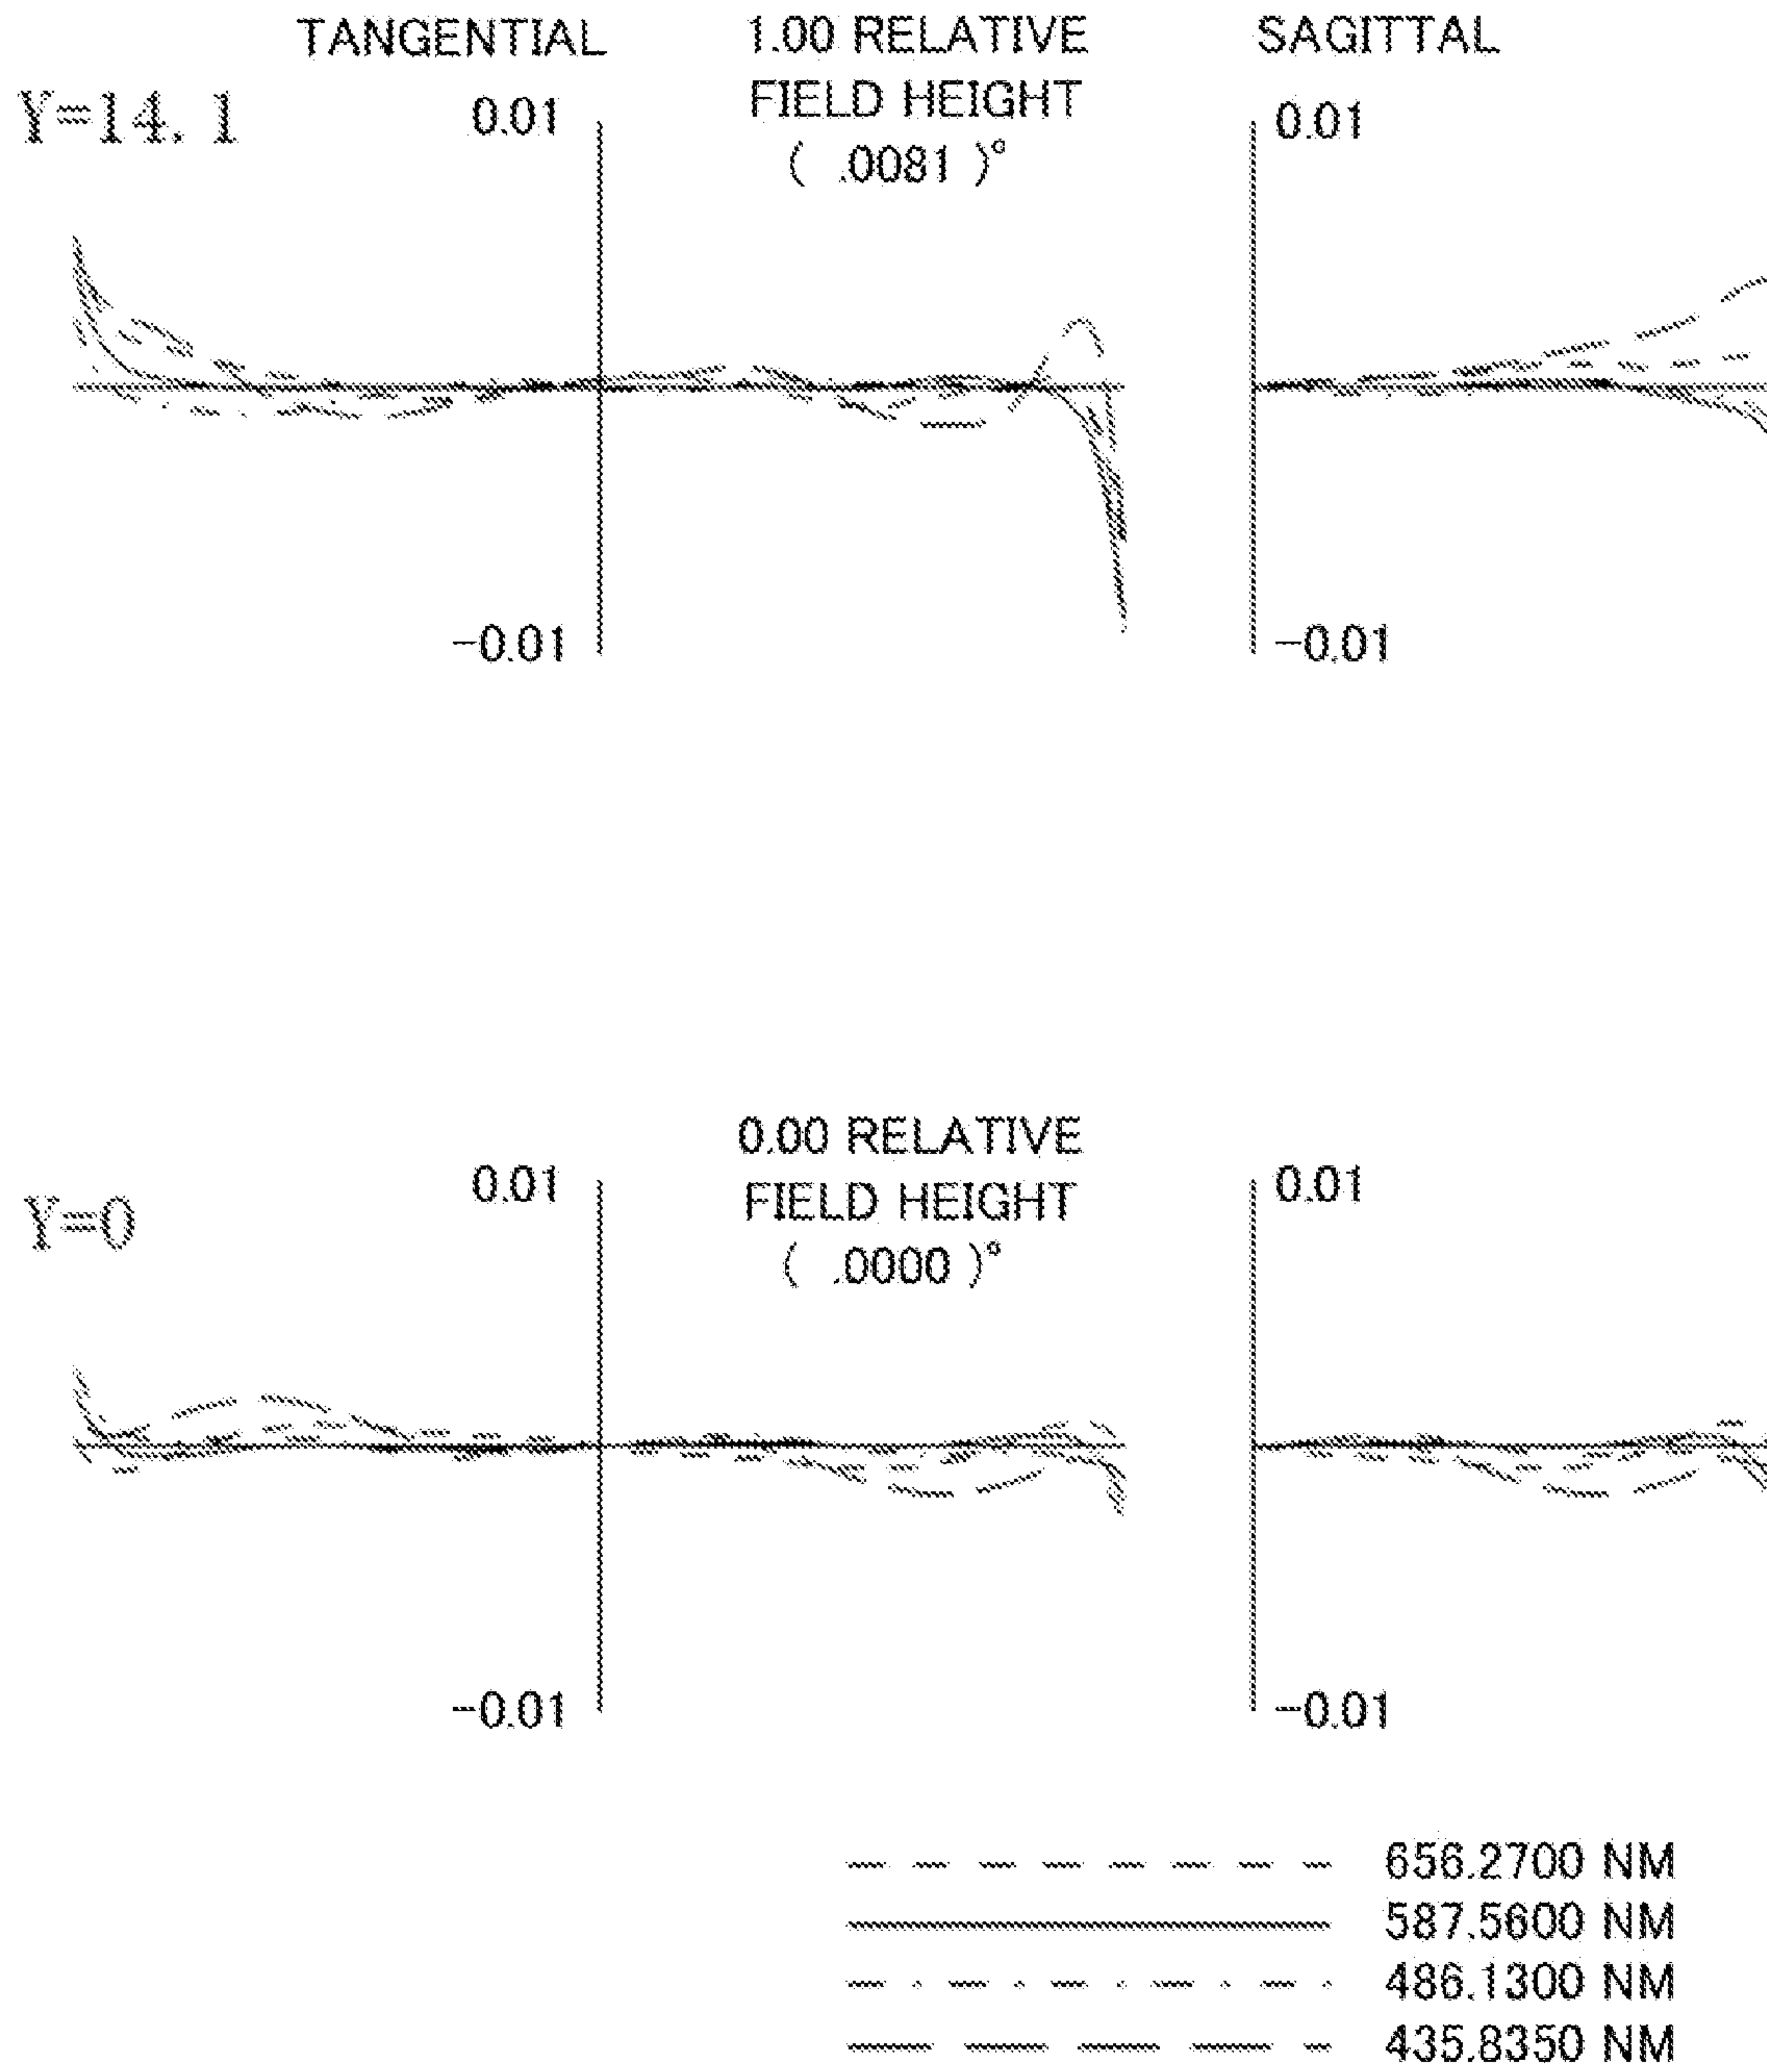 TANGENTIAL
1.00 RELATIVE
FIELD HEIGHT
( .0081 )°
SAGITTAL
Y=14. 1
0.01
0.01
-0.01
-0.01
0.00 RELATIVE
FIELD HEIGHT
( .0000 )°
Y=0
0.01
0.01
-0.01
-0.01
656.2700 NM
587.5600 NM
486.1300 NM
435.8350 NM